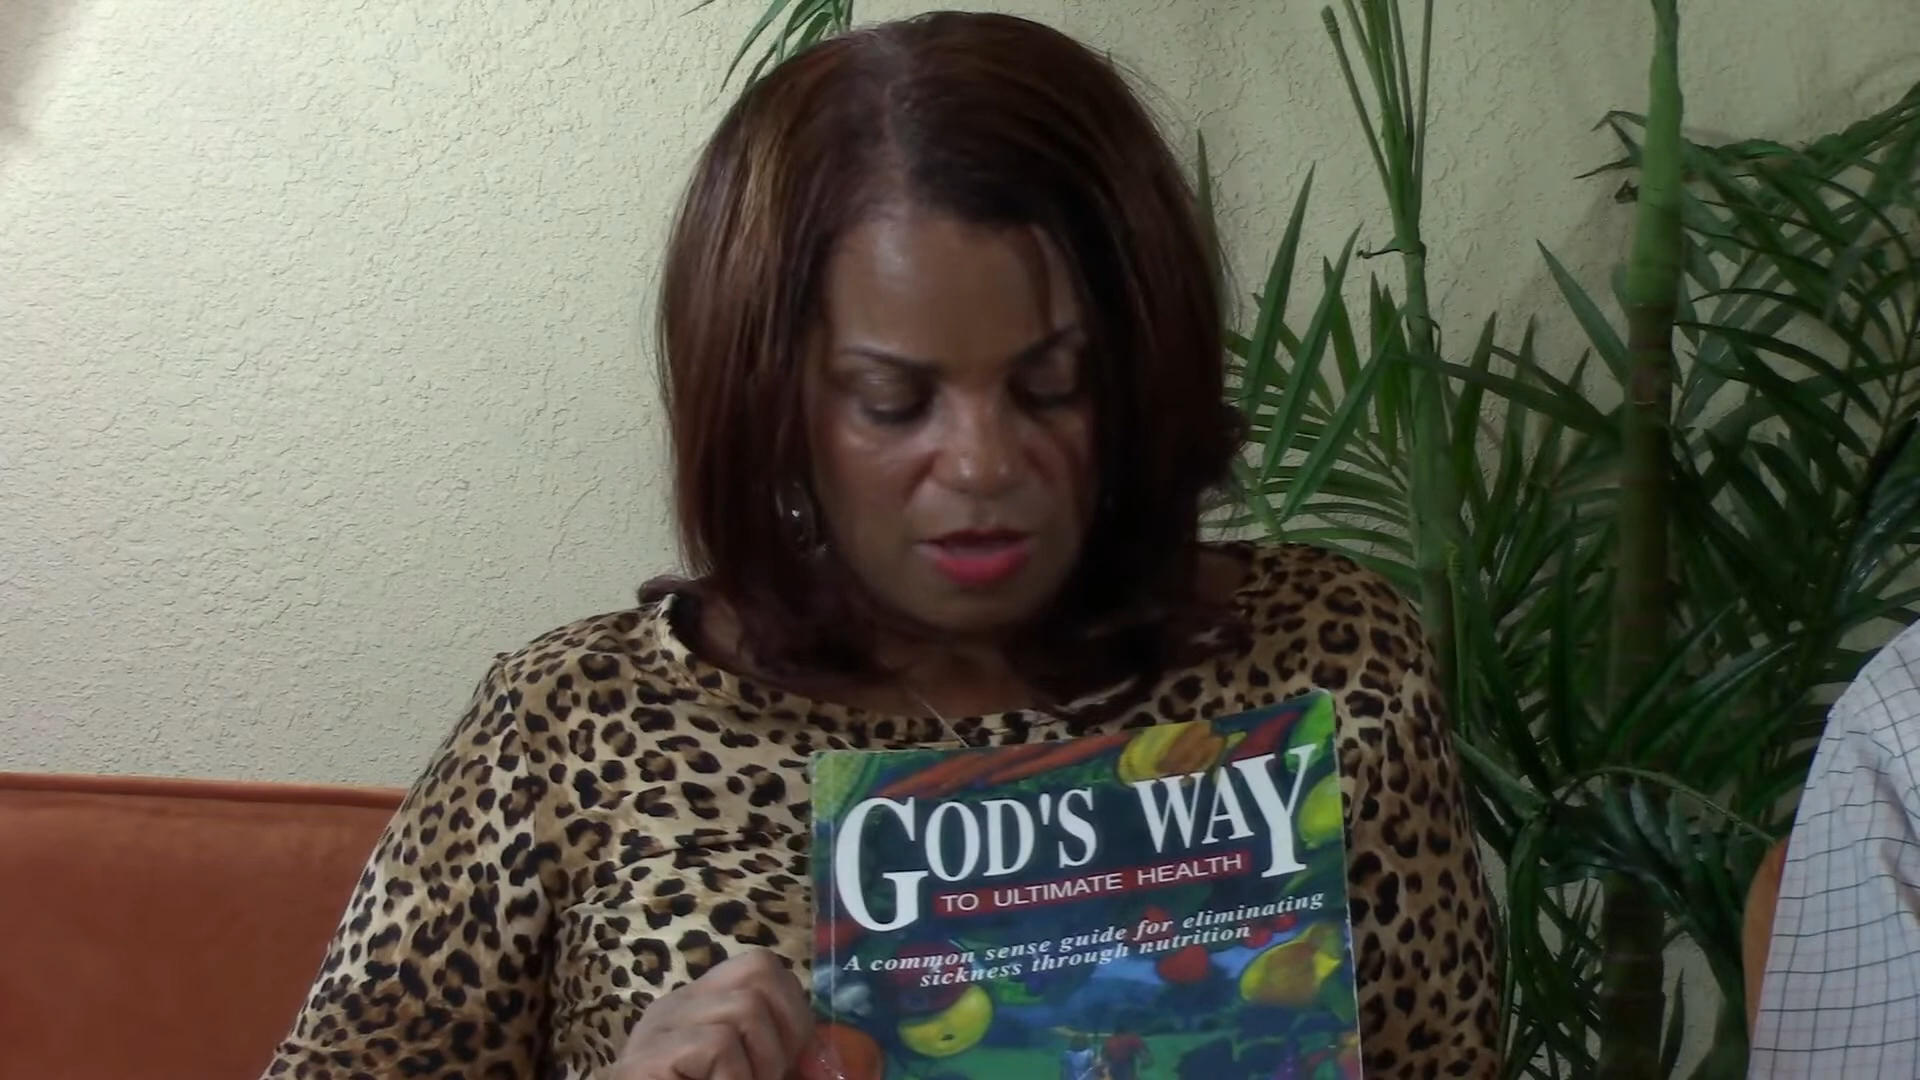 GOD'S WAY
TO ULTIMATE HEALTH
A common sense guide for eliminating
sickness through nutrition